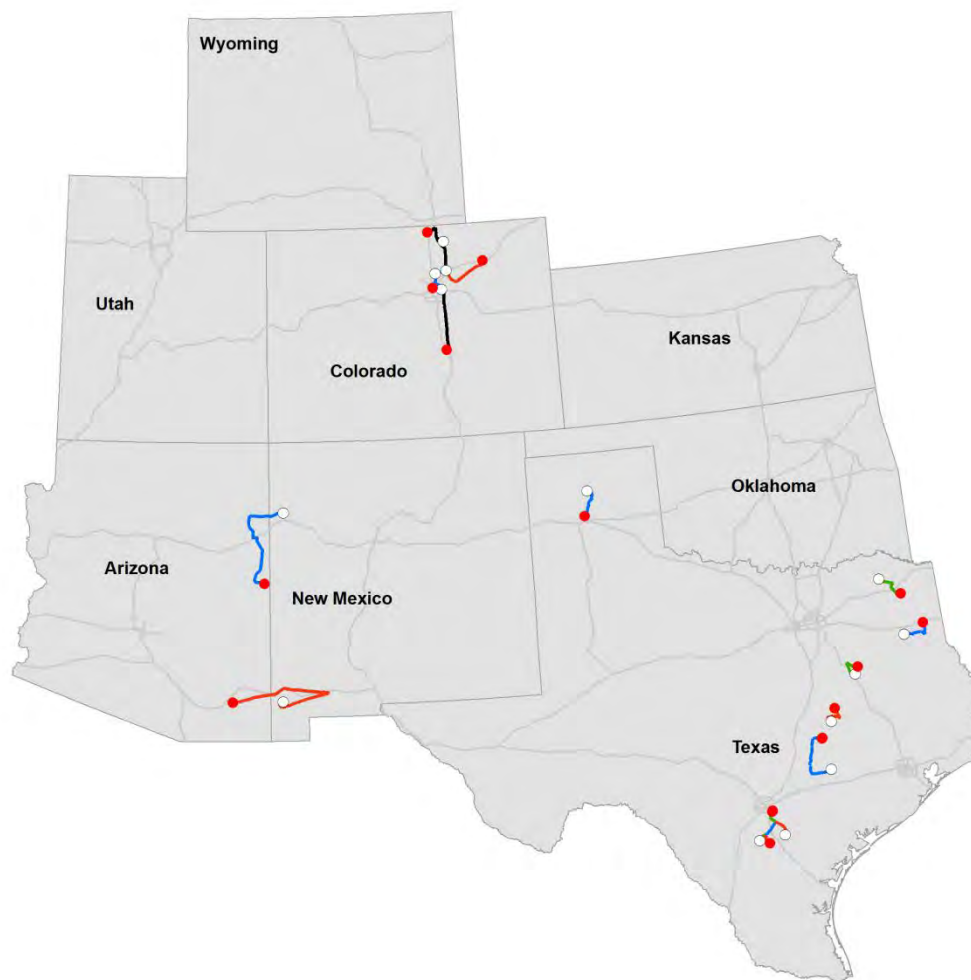 Wyoming
Utah
Colorado
Kansas
Oklahoma
Arizona
New Mexico
Texas